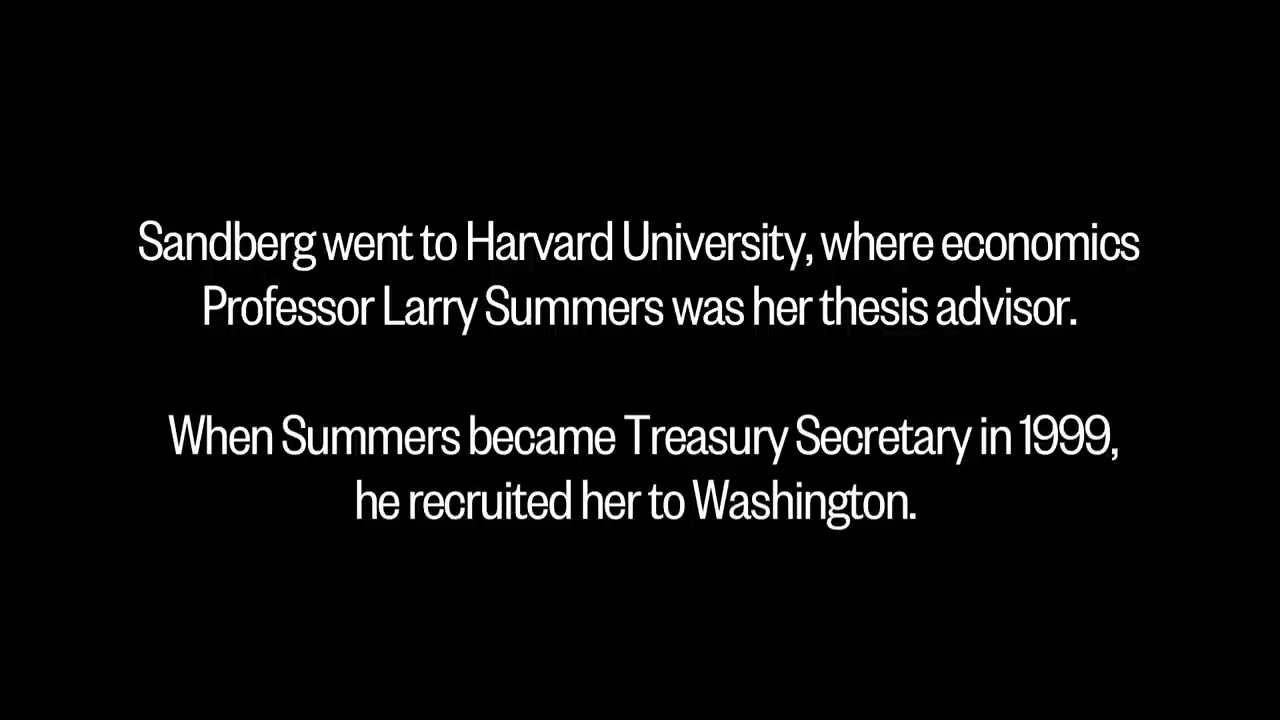 Sandberg went to Harvard University, where economics
Professor Larry Summers was her thesis advisor.
When Summers became Treasury Secretary in 1999,
he recruited her to Washington.